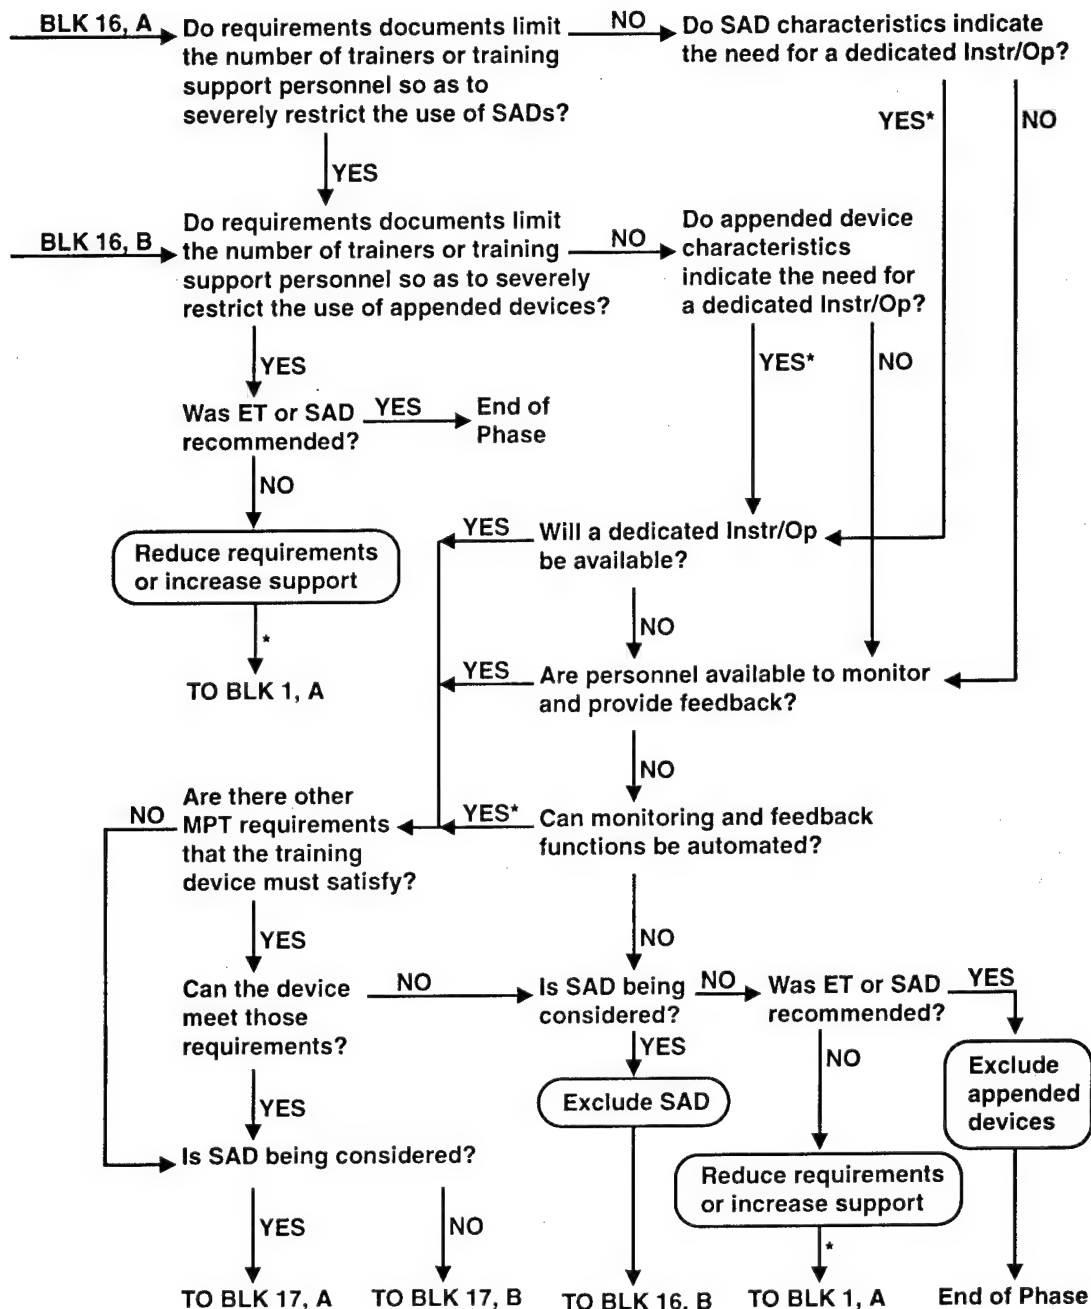 BLK 16, A
Do requirements documents limit
the number of trainers or training
support personnel so as to
severely restrict the use of SADs?
NO
Do SAD characteristics indicate
the need for a dedicated Instr/Op?
YES*
NO
YES
BLK 16, B
Do requirements documents limit
the number of trainers or training
support personnel so as to severely
restrict the use of appended devices?
NO
Do appended device
characteristics
indicate the need for
a dedicated Instr/Op?
YES
YES*
NO
Was ET or SAD
recommended?
YES
End of
Phase
NO
Reduce requirements
or increase support
*
TO BLK 1, A
YES
Will a dedicated Instr/Op
be available?
NO
YES
Are personnel available to monitor
and provide feedback?
NO
NO
Are there other
MPT requirements
that the training
device must satisfy?
YES*
Can monitoring and feedback
functions be automated?
YES
NO
Can the device
meet those
requirements?
NO
Is SAD being
considered?
NO
Was ET or SAD
recommended?
YES
YES
YES
NO
Exclude SAD
Exclude
appended
devices
Is SAD being considered?
Reduce requirements
or increase support
YES
NO
*
TO BLK 17, A
TO BLK 17, B
TO BLK 16, B
TO BLK 1, A
End of Phase